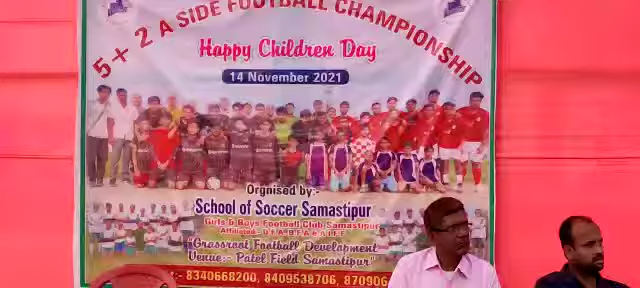 5+2 A SIDE FOOTBALL CHAMPIONSHIP
Happy Children Day
14 November 2021
Orgnised by:-
School of Soccer Samastipur
Girls & Boys Football Club Samastipur
Affiliated:-
"Grassroot Football Development
Venue:- Patel Field Samastipur"
:- 8340668200, 8409538706, 870906